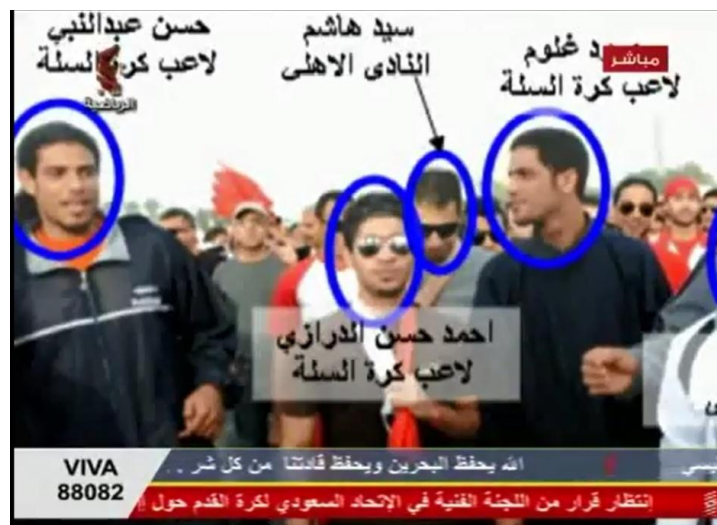 حسن عبدالنبي
لاعب كرة السلة
سيد هاشم
النادى الاهلى
د غلوم
لاعب كرة السلة
مباشر
الرياضية
احمد حسن الدرازي
لاعب كرة السلة
الله يحفظ البحرين ويحفظ قادتنا من كل شر . .
VIVA
88082
إنتظار قرار من اللجنة الفنية في الإتحاد السعودي لكرة القدم حول